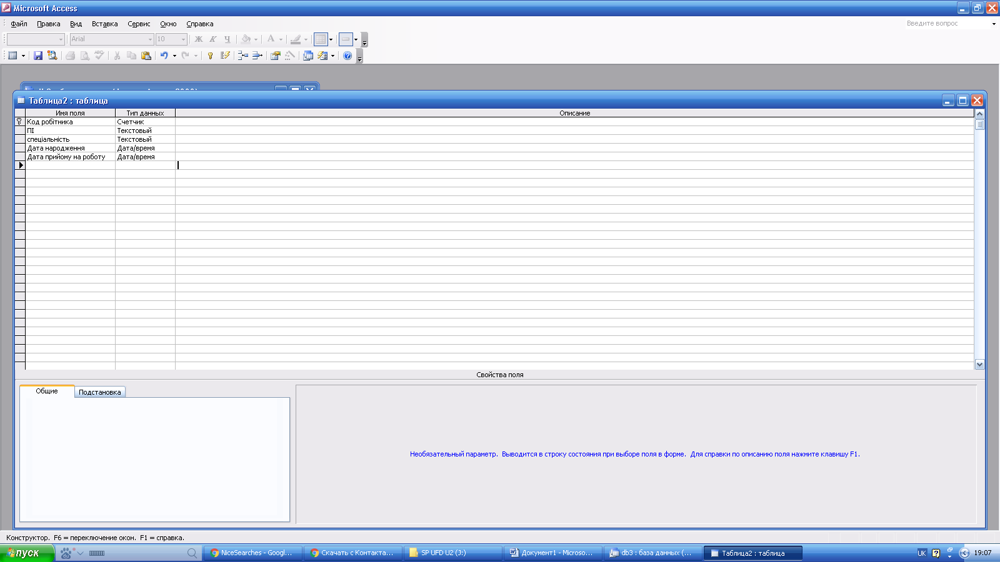 Microsoft Access
Файл Правка Вид Вставка Сервис Окно Справка
Введите вопрос
Arial 10 Ж К Ч А
Таблица2 : таблица
Имя поля Тип данных Описание
Код робітника Счетчик
ПІ Текстовый
спеціальність Текстовый
Дата народження Дата/время
Дата прийому на роботу Дата/время
Свойства поля
Общие Подстановка
Необязательный параметр. Выводится в строку состояния при выборе поля в форме. Для справки по описанию поля нажмите клавишу F1.
Конструктор. F6 = переключение окон. F1 = справка.
пуск
du
NiceSearches - Googl...
Скачать с Контакта...
SP UFD U2 (J:)
Документ1 - Microso...
db3 : база данных (...
Таблица2 : таблица
UK
19:07